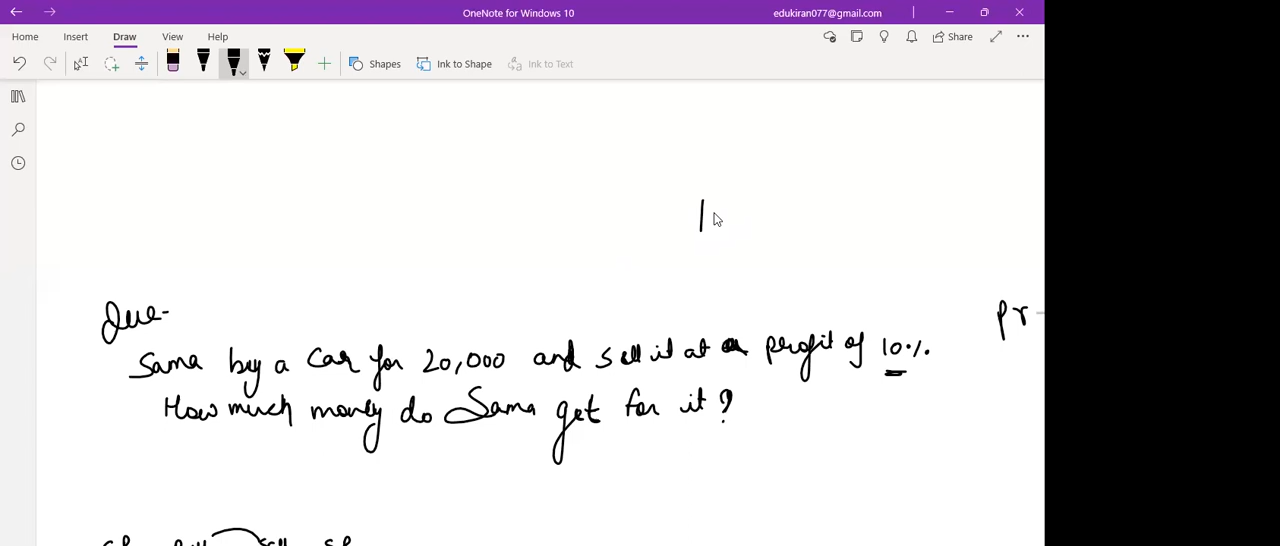 OneNote for Windows 10
edukiran077@gmail.com
Home Insert Draw View Help
Share
Shapes
Ink to Shape
Ink to Text
Que-
Sama by a Car for 20,000 and sell it at a profit of 10%.
How much money do Sama get for it?
Pr